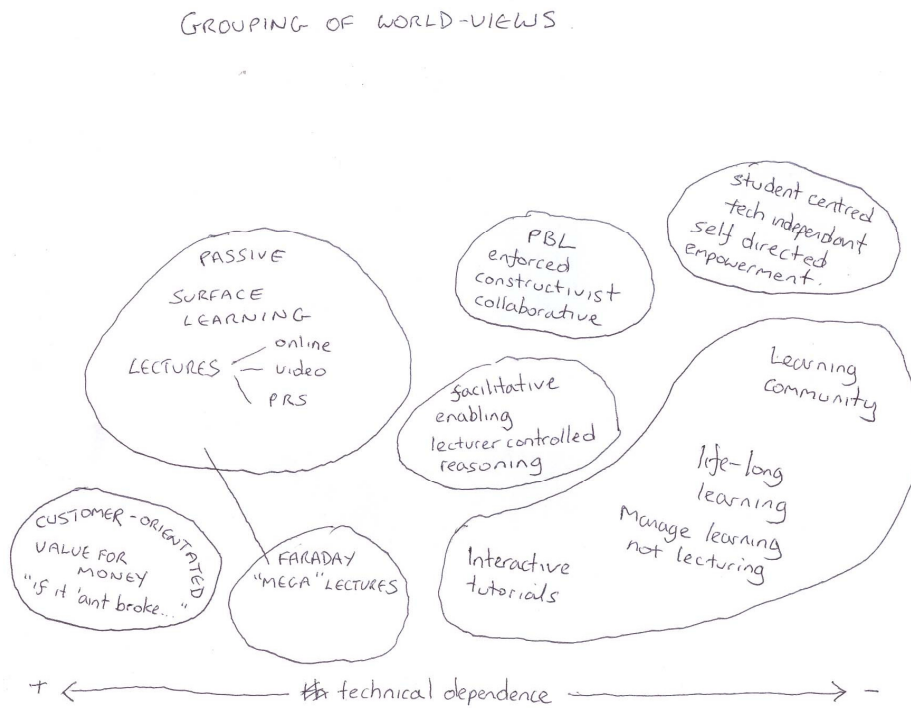 GROUPING OF WORLD-VIEWS
PASSIVE
SURFACE
LEARNING
LECTURES
online
video
PRS
PBL
enforced
constructivist
collaborative
student centred
tech independant
self directed
empowerment.
facilitative
enabling
lecturer controlled
reasoning
Learning
community
life-long
learning
Manage learning
not lecturing
Interactive
tutorials
CUSTOMER-ORIENTATED
VALUE FOR
MONEY
"if it 'aint broke..."
FARADAY
"MEGA" LECTURES
+ technical dependence -